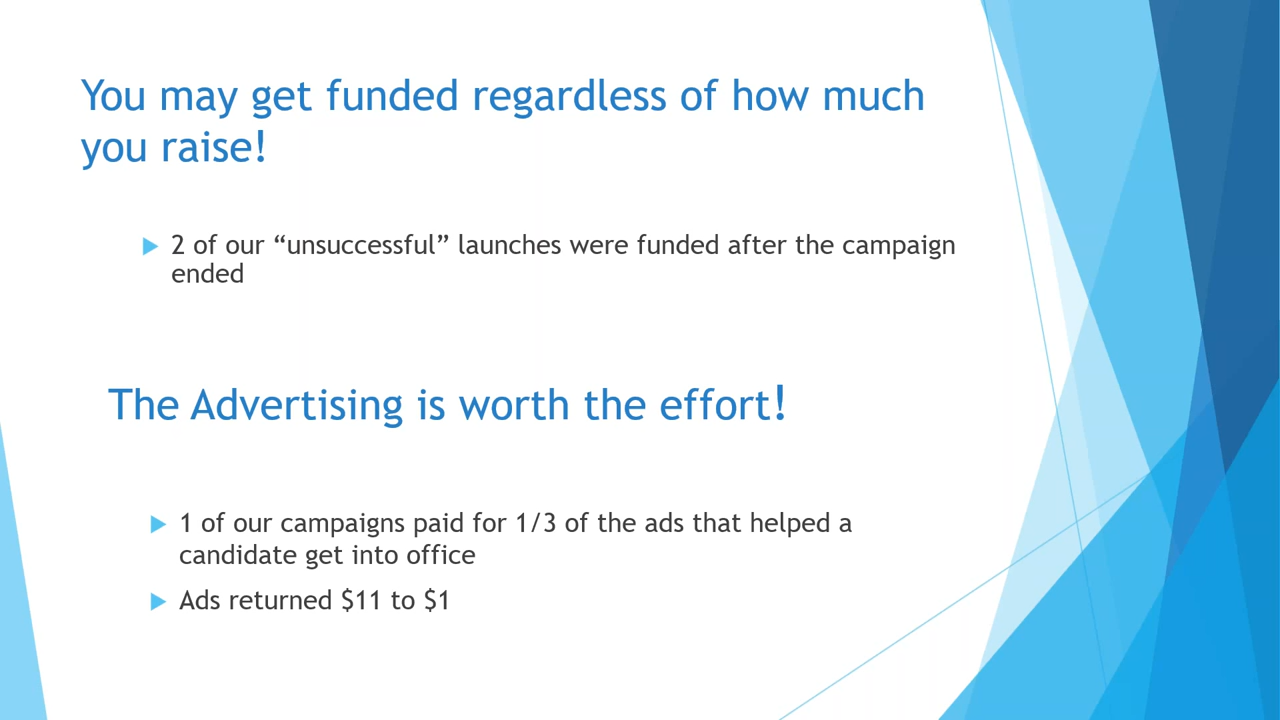 You may get funded regardless of how much
you raise!
2 of our “unsuccessful” launches were funded after the campaign
ended
The Advertising is worth the effort!
1 of our campaigns paid for 1/3 of the ads that helped a
candidate get into office
Ads returned $11 to $1